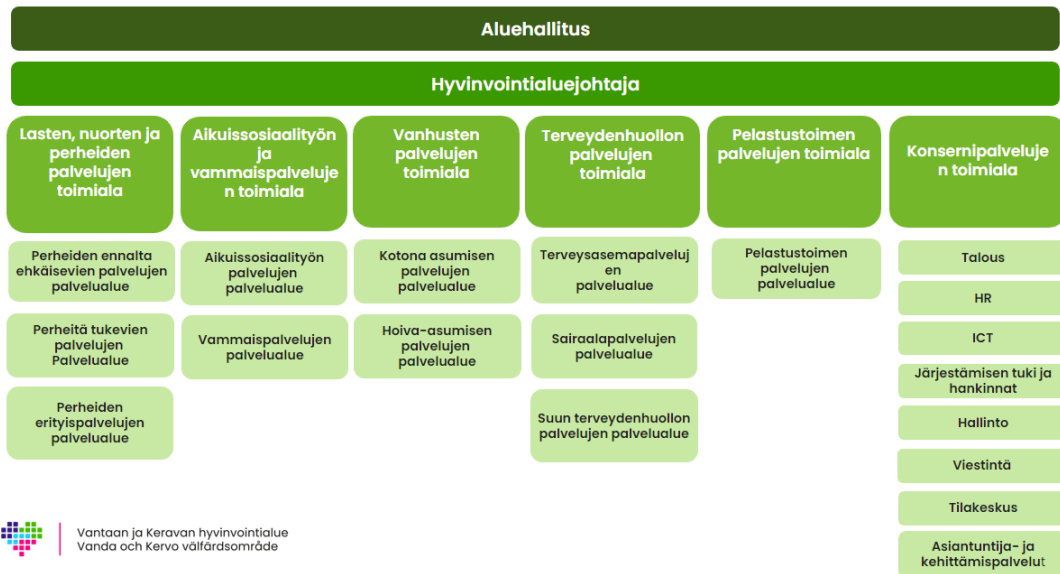 Aluehallitus
Hyvinvointialuejohtaja
Lasten, nuorten ja
perheiden
palvelujen
toimiala
Perheiden ennalta
ehkäisevien palvelujen
palvelualue
Perheitä tukevien
palvelujen
Palvelualue
Perheiden
erityispalvelujen
palvelualue
Aikuissosiaalityön
ja
vammaispalveluje
n toimiala
Aikuissosiaalityön
palvelujen
palvelualue
Vammaispalvelujen
palvelualue
Vanhusten
palvelujen
toimiala
Kotona asumisen
palvelujen
palvelualue
Hoiva-asumisen
palvelujen
palvelualue
Terveydenhuollon
palvelujen
toimiala
Terveysasemapalveluj
en
palvelualue
Sairaalapalvelujen
palvelualue
Suun terveydenhuollon
palvelujen palvelualue
Pelastustoimen
palvelujen toimiala
Pelastustoimen
palvelujen
palvelualue
Konsernipalveluje
n toimiala
Talous
HR
ICT
Järjestämisen tuki ja
hankinnat
Hallinto
Viestintä
Tilakeskus
Asiantuntija- ja
kehittämispalvelut
Vantaan ja Keravan hyvinvointialue
Vanda och Kervo välfärdsområde